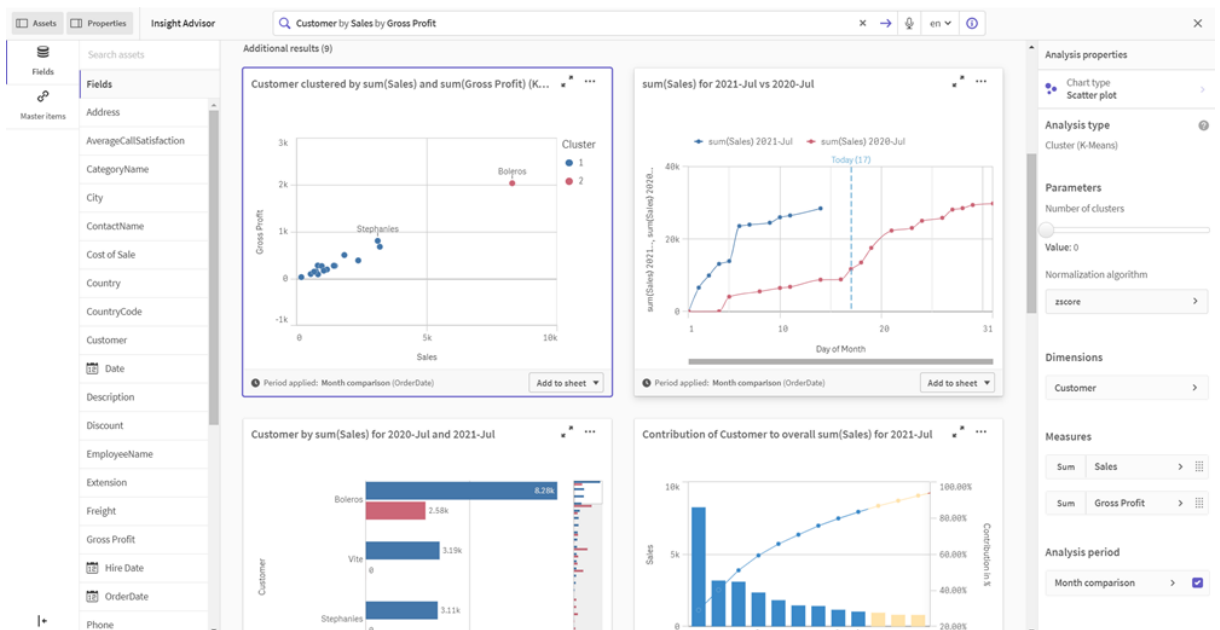 Assets Properties Insight Advisor Customer by Sales by Gross Profit en
Fields
Master items
Search assets
Fields
Address
AverageCallSatisfaction
CategoryName
City
ContactName
Cost of Sale
Country
CountryCode
Customer
Date
Description
Discount
EmployeeName
Extension
Freight
Gross Profit
Hire Date
OrderDate
Phone
Additional results (9)
Customer clustered by sum(Sales) and sum(Gross Profit) (K...
3k
2k
1k
0
-1k
Gross Profit
Boleros
Stephanies
Cluster
1
2
0 5k 10k
Sales
Period applied: Month comparison (OrderDate) Add to sheet
sum(Sales) for 2021-Jul vs 2020-Jul
sum(Sales) 2021-Jul sum(Sales) 2020-Jul
Today (17)
40k
20k
0
sum(Sales) 2021..., sum(Sales) 2020...
1 10 20 31
Day of Month
Period applied: Month comparison (OrderDate) Add to sheet
Customer by sum(Sales) for 2020-Jul and 2021-Jul
Customer
Boleros 8.28k
2.58k
Vite 3.19k
0
Stephanies 3.11k
0
Contribution of Customer to overall sum(Sales) for 2021-Jul
10k
5k
0
Sales
100.00%
80.00%
60.00%
40.00%
20.00%
Contribution in %
Analysis properties
Chart type
Scatter plot
Analysis type
Cluster (K-Means)
Parameters
Number of clusters
Value: 0
Normalization algorithm
zscore
Dimensions
Customer
Measures
Sum Sales
Sum Gross Profit
Analysis period
Month comparison